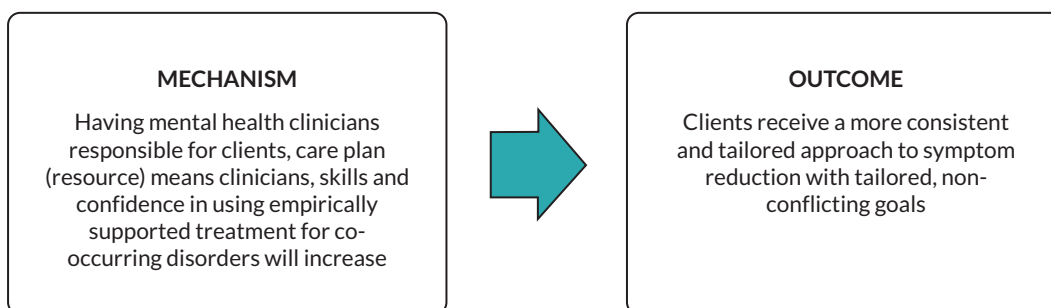 MECHANISM
Having mental health clinicians
responsible for clients, care plan
(resource) means clinicians, skills and
confidence in using empirically
supported treatment for co-
occurring disorders will increase
OUTCOME
Clients receive a more consistent
and tailored approach to symptom
reduction with tailored, non-
conflicting goals